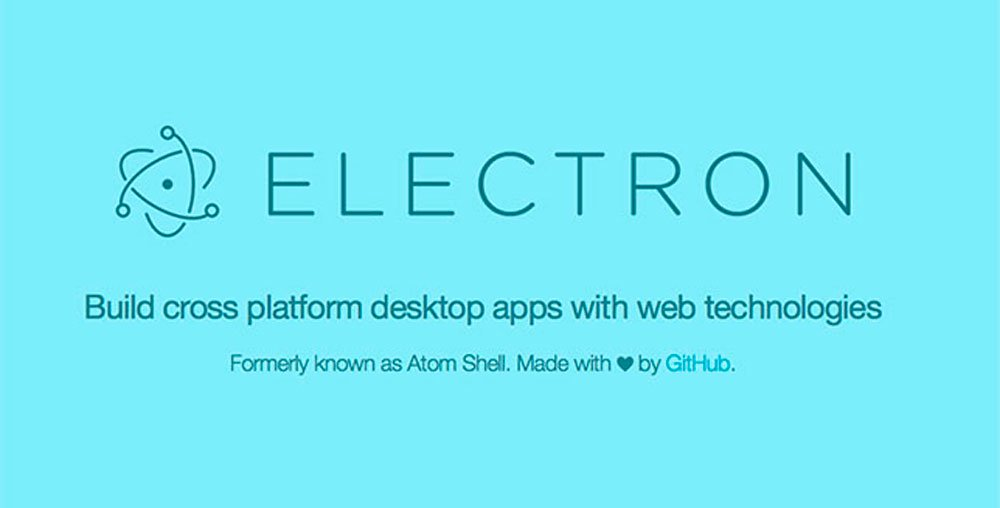 ELECTRON
Build cross platform desktop apps with web technologies
Formerly known as Atom Shell. Made with ♥ by GitHub.